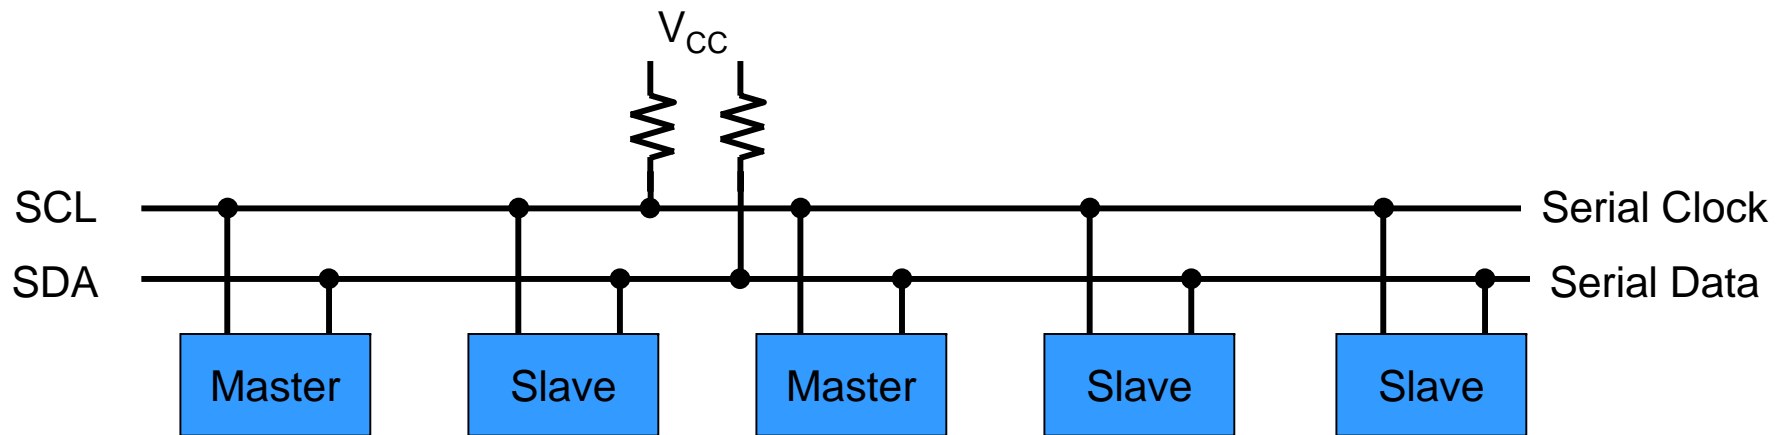 VCC
SCL
Serial Clock
SDA
Serial Data
Master
Slave
Master
Slave
Slave